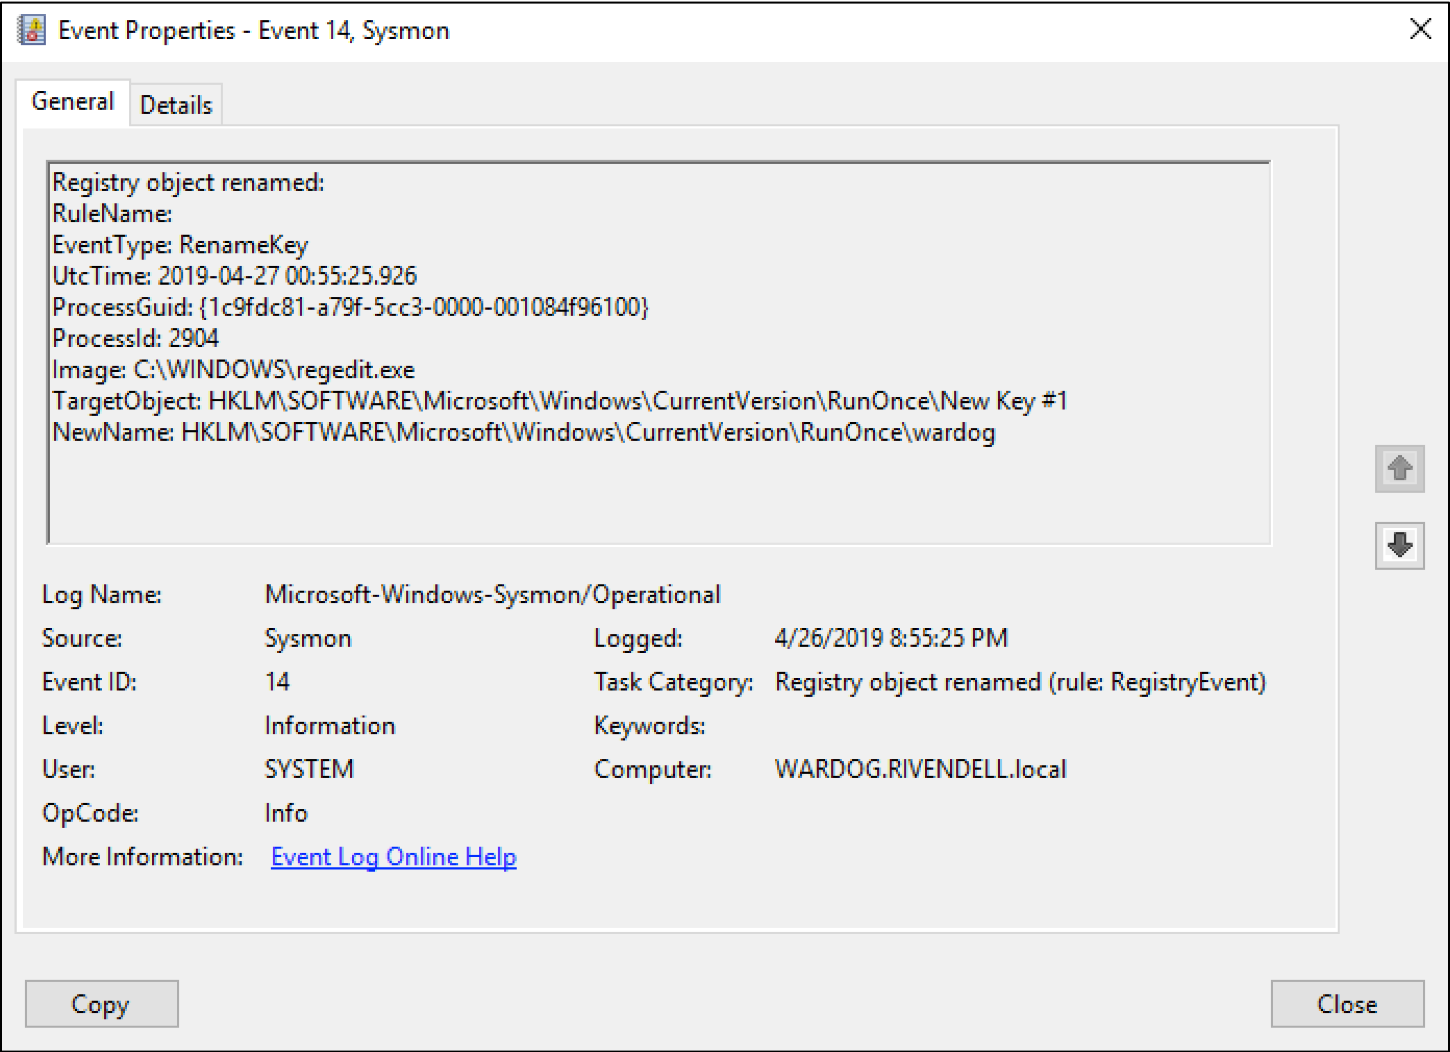 Event Properties - Event 14, Sysmon
General Details
Registry object renamed:
RuleName:
EventType: RenameKey
UtcTime: 2019-04-27 00:55:25.926
ProcessGuid: {1c9fdc81-a79f-5cc3-0000-001084f96100}
ProcessId: 2904
Image: C:\WINDOWS\regedit.exe
TargetObject: HKLM\SOFTWARE\Microsoft\Windows\CurrentVersion\RunOnce\New Key #1
NewName: HKLM\SOFTWARE\Microsoft\Windows\CurrentVersion\RunOnce\wardog
Log Name: Microsoft-Windows-Sysmon/Operational
Source: Sysmon Logged: 4/26/2019 8:55:25 PM
Event ID: 14 Task Category: Registry object renamed (rule: RegistryEvent)
Level: Information Keywords:
User: SYSTEM Computer: WARDOG.RIVENDELL.local
OpCode: Info
More Information: Event Log Online Help
Copy Close